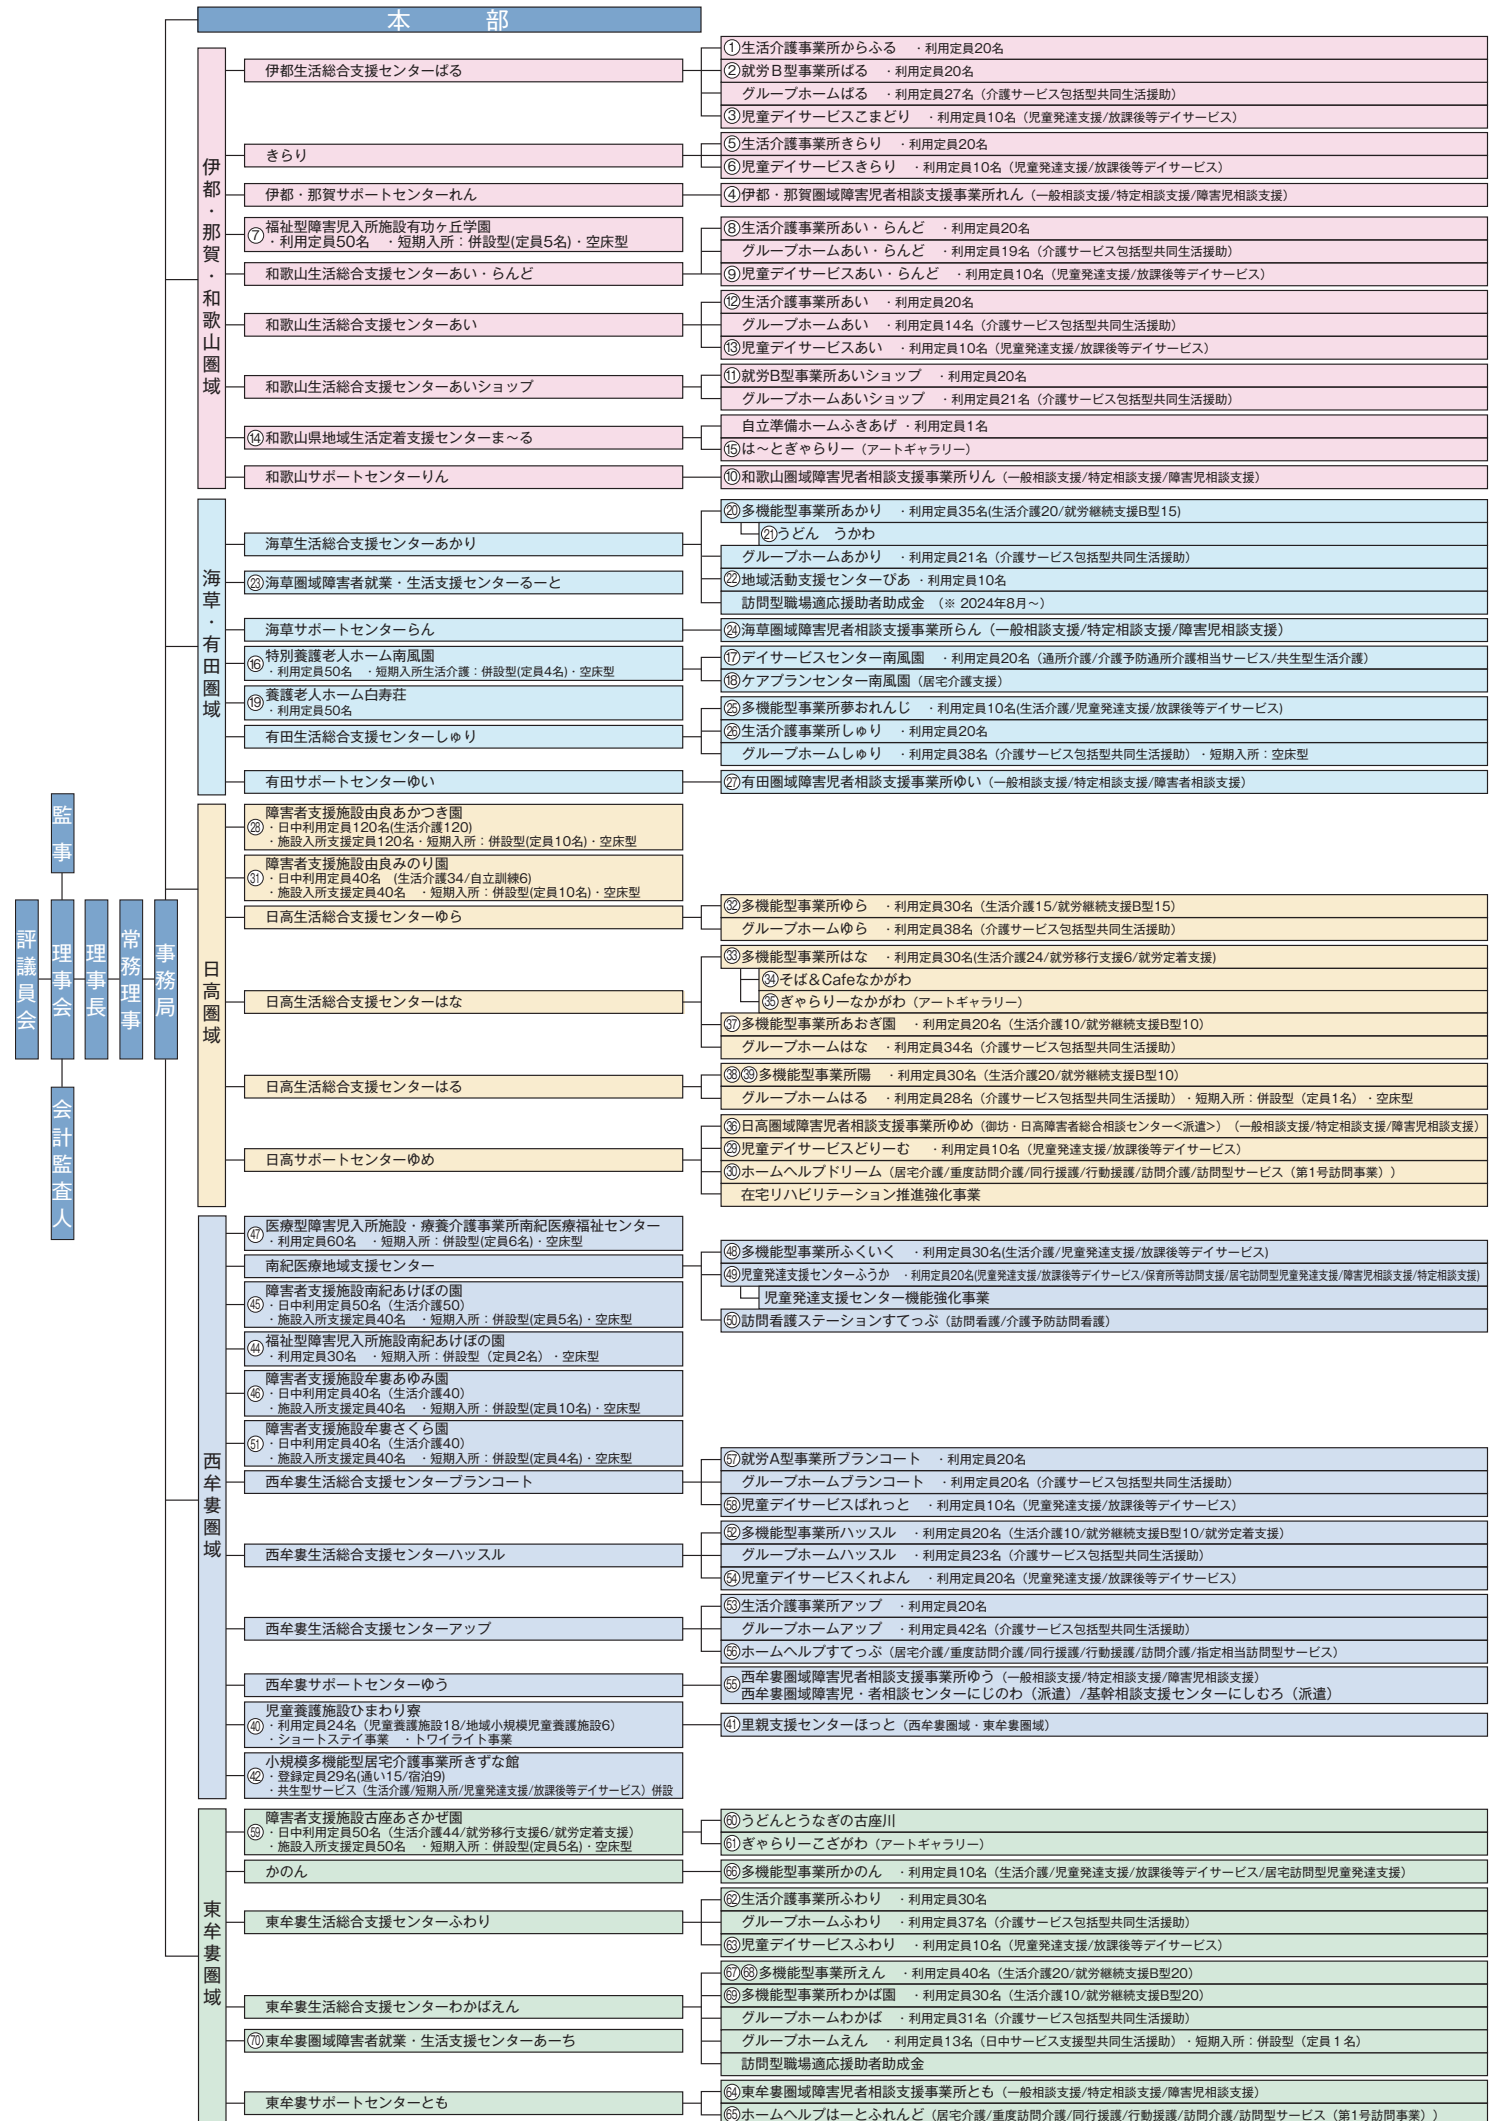 本部
伊都・那賀・和歌山圏域
伊都生活総合支援センターぱる
①生活介護事業所からふる ・利用定員20名
②就労B型事業所ぱる ・利用定員20名
グループホームぱる ・利用定員27名（介護サービス包括型共同生活援助）
③児童デイサービスこまどり ・利用定員10名（児童発達支援/放課後等デイサービス）
きらり
⑤生活介護事業所きらり ・利用定員20名
⑥児童デイサービスきらり ・利用定員10名（児童発達支援/放課後等デイサービス）
伊都・那賀サポートセンターれん
④伊都・那賀圏域障害児者相談支援事業所れん（一般相談支援/特定相談支援/障害児相談支援）
⑦福祉型障害児入所施設有功ヶ丘学園
・利用定員50名 ・短期入所：併設型(定員5名)・空床型
和歌山生活総合支援センターあい・らんど
⑧生活介護事業所あい・らんど ・利用定員20名
グループホームあい・らんど ・利用定員19名（介護サービス包括型共同生活援助）
⑨児童デイサービスあい・らんど ・利用定員10名（児童発達支援/放課後等デイサービス）
和歌山生活総合支援センターあい
⑫生活介護事業所あい ・利用定員20名
グループホームあい ・利用定員14名（介護サービス包括型共同生活援助）
⑬児童デイサービスあい ・利用定員10名（児童発達支援/放課後等デイサービス）
和歌山生活総合支援センターあいショップ
⑪就労B型事業所あいショップ ・利用定員20名
グループホームあいショップ ・利用定員21名（介護サービス包括型共同生活援助）
⑭和歌山県地域生活定着支援センターま〜る
自立準備ホームふきあげ ・利用定員1名
⑮は〜とぎゃらりー（アートギャラリー）
和歌山サポートセンターりん
⑩和歌山圏域障害児者相談支援事業所りん（一般相談支援/特定相談支援/障害児相談支援）
海草・有田圏域
海草生活総合支援センターあかり
㉓海草圏域障害者就業・生活支援センターるーと
⑳多機能型事業所あかり ・利用定員35名(生活介護20/就労継続支援B型15)
㉑うどん うかわ
グループホームあかり ・利用定員21名（介護サービス包括型共同生活援助）
㉒地域活動支援センターぴあ ・利用定員10名
訪問型職場適応援助者助成金 （※ 2024年8月〜）
海草サポートセンターらん
㉔海草圏域障害児者相談支援事業所らん（一般相談支援/特定相談支援/障害児相談支援）
⑯特別養護老人ホーム南風園
・利用定員50名 ・短期入所生活介護：併設型(定員4名)・空床型
⑰デイサービスセンター南風園 ・利用定員20名（通所介護/介護予防通所介護相当サービス/共生型生活介護）
⑱ケアプランセンター南風園（居宅介護支援）
⑲養護老人ホーム白寿荘
・利用定員50名
有田生活総合支援センターしゅり
㉕多機能型事業所夢おれんじ ・利用定員10名(生活介護/児童発達支援/放課後等デイサービス)
㉖生活介護事業所しゅり ・利用定員20名
グループホームしゅり ・利用定員38名（介護サービス包括型共同生活援助）・短期入所：空床型
有田サポートセンターゆい
㉗有田圏域障害児者相談支援事業所ゆい（一般相談支援/特定相談支援/障害者相談支援）
監事
評議員会
理事会
理事長
常務理事
事務局
会計監査人
日高圏域
㉘障害者支援施設由良あかつき園
・日中利用定員120名(生活介護120)
・施設入所支援定員120名・短期入所：併設型(定員10名)・空床型
㉛障害者支援施設由良みのり園
・日中利用定員40名 (生活介護34/自立訓練6)
・施設入所支援定員40名 ・短期入所：併設型(定員10名)・空床型
日高生活総合支援センターゆら
㉜多機能型事業所ゆら ・利用定員30名（生活介護15/就労継続支援B型15）
グループホームゆら ・利用定員38名（介護サービス包括型共同生活援助）
日高生活総合支援センターはな
㉝多機能型事業所はな ・利用定員30名(生活介護24/就労移行支援6/就労定着支援)
㉞そば＆Cafeなかがわ
㉟ぎゃらりーなかがわ（アートギャラリー）
㊲多機能型事業所あおぎ園 ・利用定員20名（生活介護10/就労継続支援B型10）
グループホームはな ・利用定員34名（介護サービス包括型共同生活援助）
日高生活総合支援センターはる
㊳㊴多機能型事業所陽 ・利用定員30名（生活介護20/就労継続支援B型10）
グループホームはる ・利用定員28名（介護サービス包括型共同生活援助）・短期入所：併設型（定員1名）・空床型
日高サポートセンターゆめ
㊱日高圏域障害児者相談支援事業所ゆめ（御坊・日高障害者総合相談センター<派遣>）（一般相談支援/特定相談支援/障害児相談支援）
㉙児童デイサービスどりーむ ・利用定員10名（児童発達支援/放課後等デイサービス）
㉚ホームヘルプドリーム（居宅介護/重度訪問介護/同行援護/行動援護/訪問介護/訪問型サービス（第1号訪問事業））
在宅リハビリテーション推進強化事業
西牟婁圏域
㊼医療型障害児入所施設・療養介護事業所南紀医療福祉センター
・利用定員60名 ・短期入所：併設型(定員6名)・空床型
南紀医療地域支援センター
㊽多機能型事業所ふくいく ・利用定員30名(生活介護/児童発達支援/放課後等デイサービス)
㊾児童発達支援センターふうか ・利用定員20名(児童発達支援/放課後等デイサービス/保育所等訪問支援/居宅訪問型児童発達支援/障害児相談支援/特定相談支援)
児童発達支援センター機能強化事業
㊿訪問看護ステーションすてっぷ（訪問看護/介護予防訪問看護）
㊺障害者支援施設南紀あけぼの園
・日中利用定員50名（生活介護50）
・施設入所支援定員40名 ・短期入所：併設型(定員5名)・空床型
㊹福祉型障害児入所施設南紀あけぼの園
・利用定員30名 ・短期入所：併設型（定員2名）・空床型
㊻障害者支援施設牟婁あゆみ園
・日中利用定員40名（生活介護40）
・施設入所支援定員40名 ・短期入所：併設型(定員10名)・空床型
51障害者支援施設牟婁さくら園
・日中利用定員40名（生活介護40）
・施設入所支援定員40名 ・短期入所：併設型(定員4名)・空床型
西牟婁生活総合支援センターブランコート
57就労A型事業所ブランコート ・利用定員20名
グループホームブランコート ・利用定員20名（介護サービス包括型共同生活援助）
58児童デイサービスぱれっと ・利用定員10名（児童発達支援/放課後等デイサービス）
西牟婁生活総合支援センターハッスル
52多機能型事業所ハッスル ・利用定員20名（生活介護10/就労継続支援B型10/就労定着支援）
グループホームハッスル ・利用定員23名（介護サービス包括型共同生活援助）
54児童デイサービスくれよん ・利用定員20名（児童発達支援/放課後等デイサービス）
西牟婁生活総合支援センターアップ
53生活介護事業所アップ ・利用定員20名
グループホームアップ ・利用定員42名（介護サービス包括型共同生活援助）
56ホームヘルプすてっぷ（居宅介護/重度訪問介護/同行援護/行動援護/訪問介護/指定相当訪問型サービス）
西牟婁サポートセンターゆう
55西牟婁圏域障害児者相談支援事業所ゆう（一般相談支援/特定相談支援/障害児相談支援）
西牟婁圏域障害児・者相談センターにじのわ（派遣）/基幹相談支援センターにしむろ（派遣）
㊵児童養護施設ひまわり寮
・利用定員24名（児童養護施設18/地域小規模児童養護施設6）
・ショートステイ事業 ・トワイライト事業
㊶里親支援センターほっと（西牟婁圏域・東牟婁圏域）
㊷小規模多機能型居宅介護事業所きずな館
・登録定員29名(通い15/宿泊9)
・共生型サービス（生活介護/短期入所/児童発達支援/放課後等デイサービス）併設
東牟婁圏域
59障害者支援施設古座あさかぜ園
・日中利用定員50名（生活介護44/就労移行支援6/就労定着支援）
・施設入所支援定員50名 ・短期入所：併設型(定員5名)・空床型
60うどんとうなぎの古座川
61ぎゃらりーこざがわ（アートギャラリー）
かのん
66多機能型事業所かのん ・利用定員10名（生活介護/児童発達支援/放課後等デイサービス/居宅訪問型児童発達支援）
東牟婁生活総合支援センターふわり
62生活介護事業所ふわり ・利用定員30名
グループホームふわり ・利用定員37名（介護サービス包括型共同生活援助）
63児童デイサービスふわり ・利用定員10名（児童発達支援/放課後等デイサービス）
東牟婁生活総合支援センターわかばえん
70東牟婁圏域障害者就業・生活支援センターあーち
67 68多機能型事業所えん ・利用定員40名（生活介護20/就労継続支援B型20）
69多機能型事業所わかば園 ・利用定員30名（生活介護10/就労継続支援B型20）
グループホームわかば ・利用定員31名（介護サービス包括型共同生活援助）
グループホームえん ・利用定員13名（日中サービス支援型共同生活援助）・短期入所：併設型（定員1名）
訪問型職場適応援助者助成金
東牟婁サポートセンターとも
64東牟婁圏域障害児者相談支援事業所とも（一般相談支援/特定相談支援/障害児相談支援）
65ホームヘルプはーとふれんど（居宅介護/重度訪問介護/同行援護/行動援護/訪問介護/訪問型サービス（第1号訪問事業））